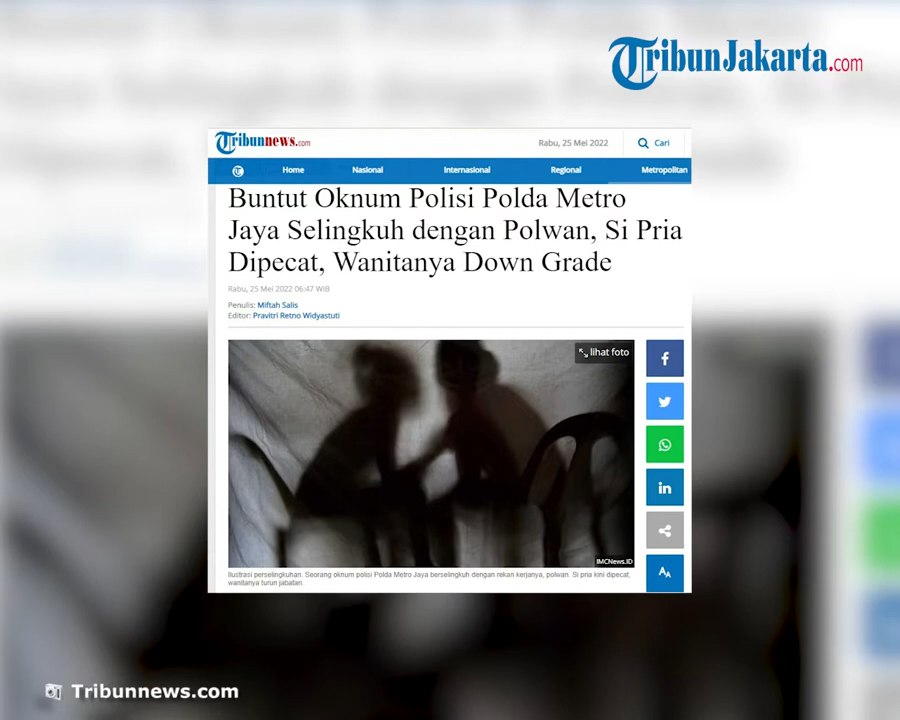 TribunJakarta.com
Tribunnews.com
Rabu, 25 Mei 2022
Cari
Home Nasional Internasional Regional Metropolitan
Buntut Oknum Polisi Polda Metro
Jaya Selingkuh dengan Polwan, Si Pria
Dipecat, Wanitanya Down Grade
Rabu, 25 Mei 2022 06:47 WIB
Penulis: Miftah Salis
Editor: Pravitri Retno Widyastuti
lihat foto
IMCNews.ID
Ilustrasi perselingkuhan. Seorang oknum polisi Polda Metro Jaya berselingkuh dengan rekan kerjanya, polwan. Si pria kini dipecat,
wanitanya turun jabatan.
Tribunnews.com